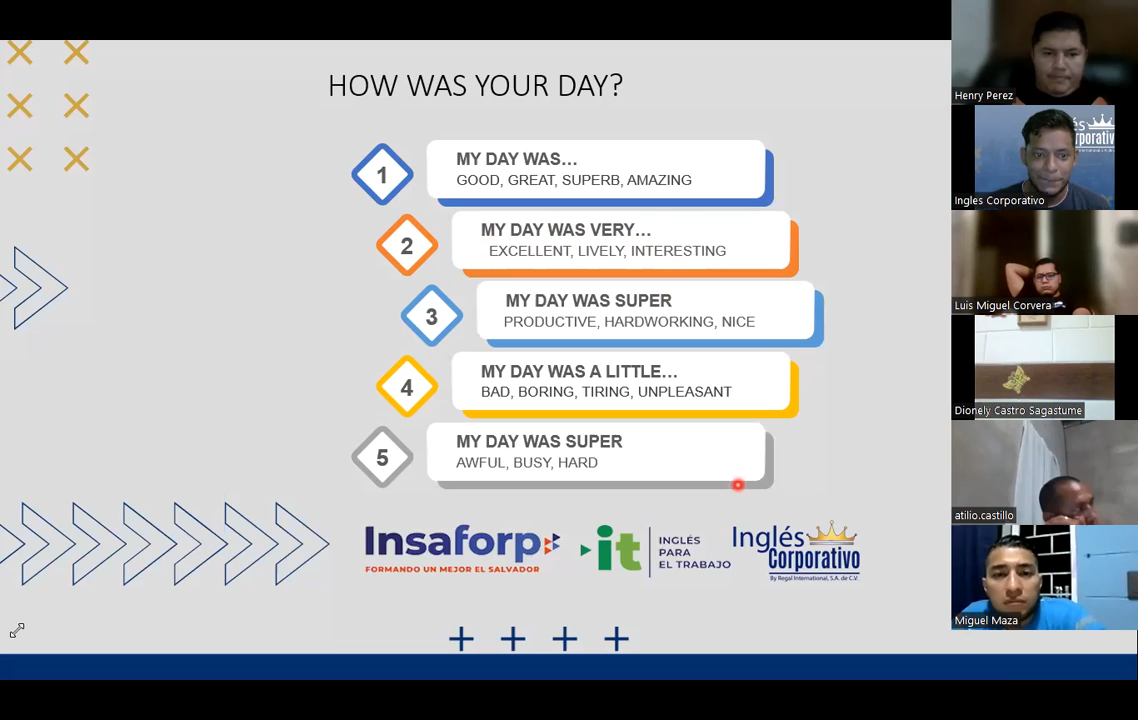 HOW WAS YOUR DAY?
1
MY DAY WAS...
GOOD, GREAT, SUPERB, AMAZING
2
MY DAY WAS VERY...
EXCELLENT, LIVELY, INTERESTING
3
MY DAY WAS SUPER
PRODUCTIVE, HARDWORKING, NICE
4
MY DAY WAS A LITTLE...
BAD, BORING, TIRING, UNPLEASANT
5
MY DAY WAS SUPER
AWFUL, BUSY, HARD
Insaforp
FORMANDO UN MEJOR EL SALVADOR
it
INGLÉS
PARA
EL TRABAJO
Inglés
Corporativo
By Regal International, S.A. de C.V.
Henry Perez
Ingles Corporativo
Luis Miguel Corvera
Dionely Castro Sagastume
atilio.castillo
Miguel Maza